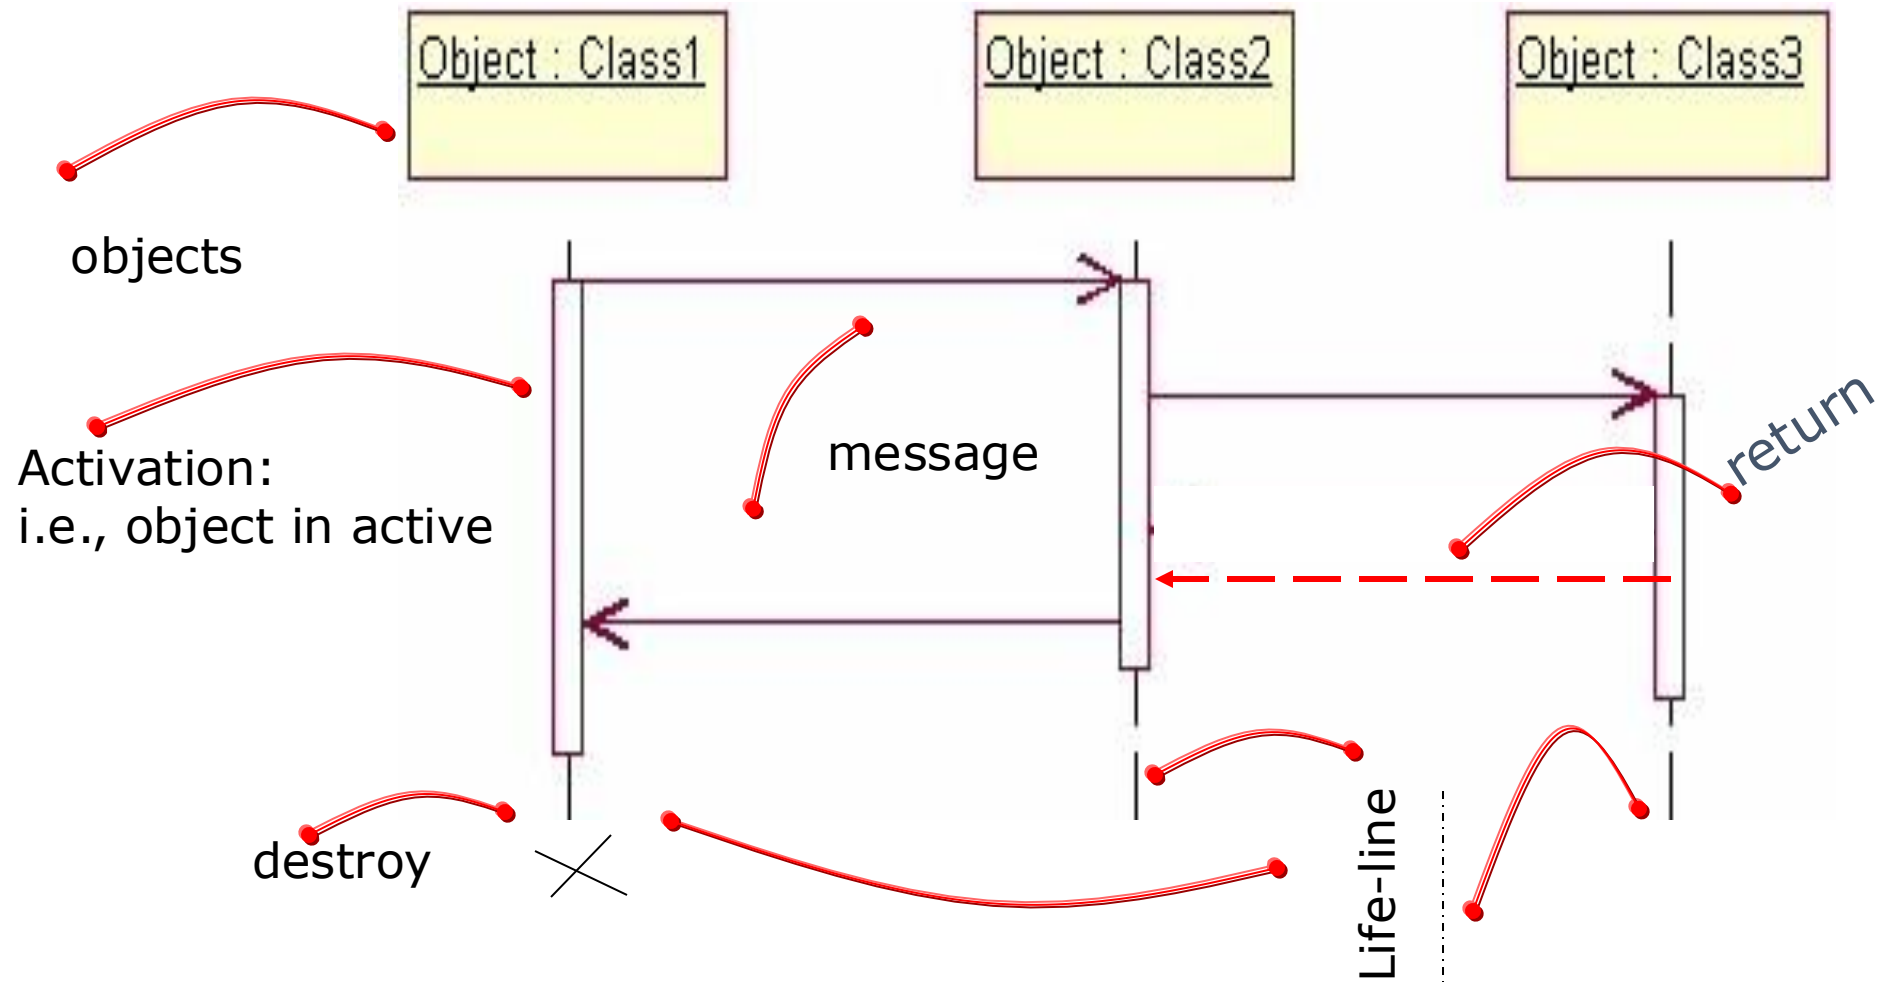 Object : Class1
Object : Class2
Object : Class3
objects
message
return
Activation:
i.e., object in active
destroy
Life-line